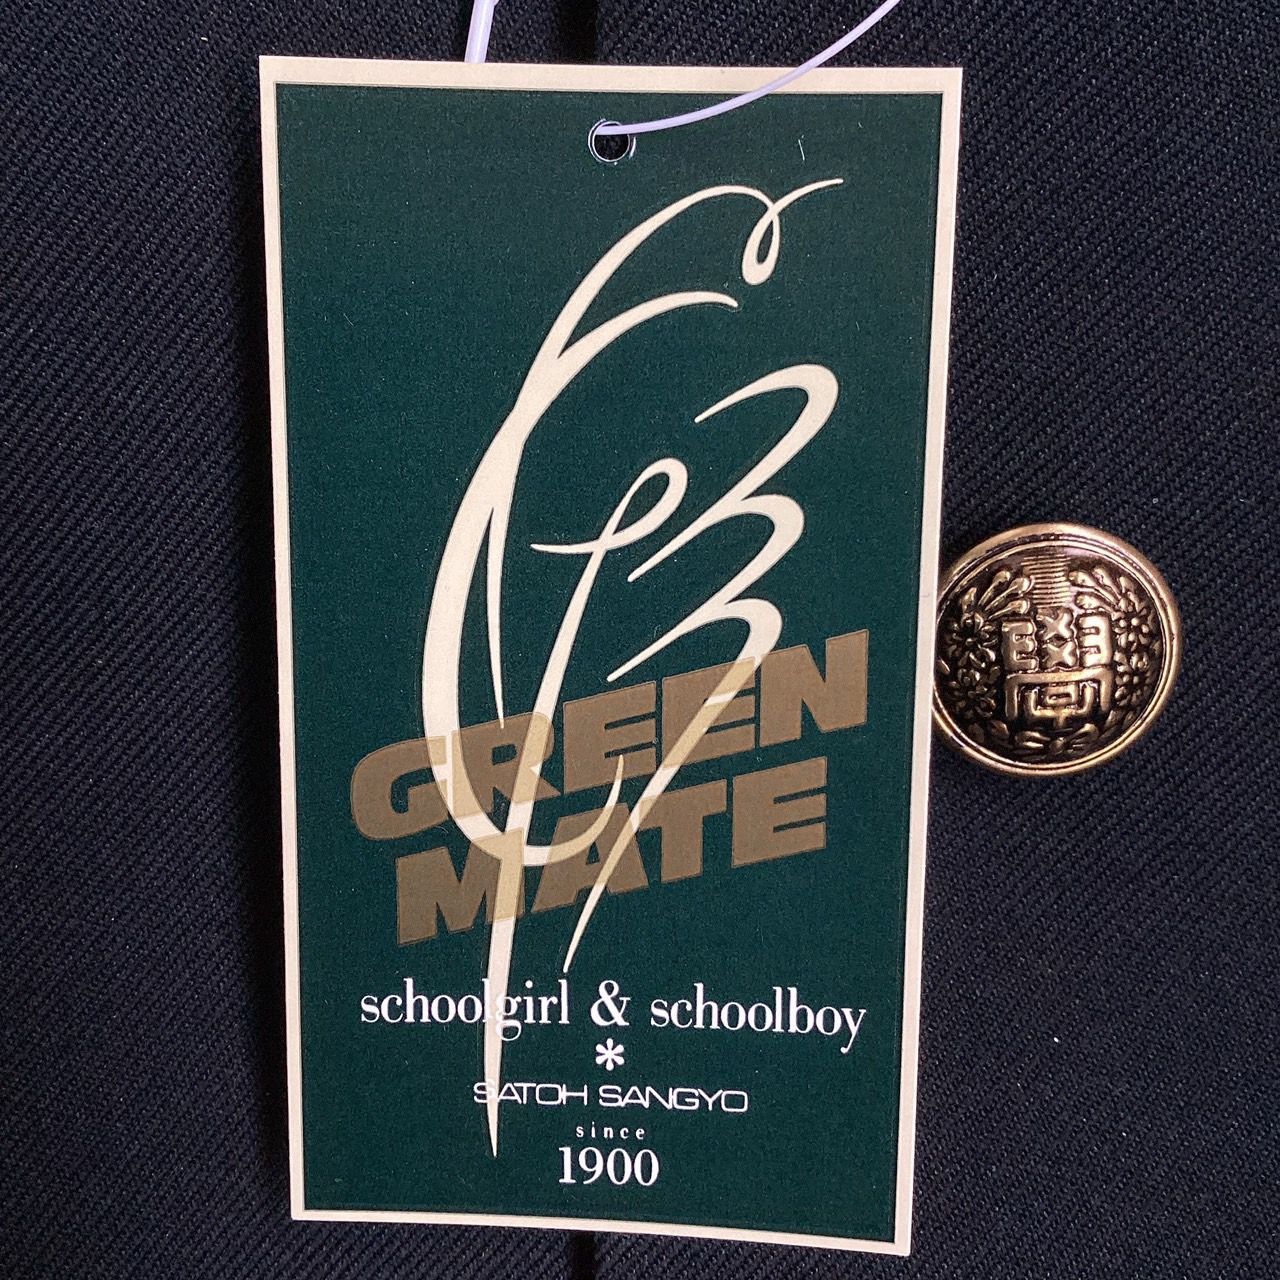 GREEN
MATE
schoolgirl & schoolboy
*
SATOH SANGYO
since
1900